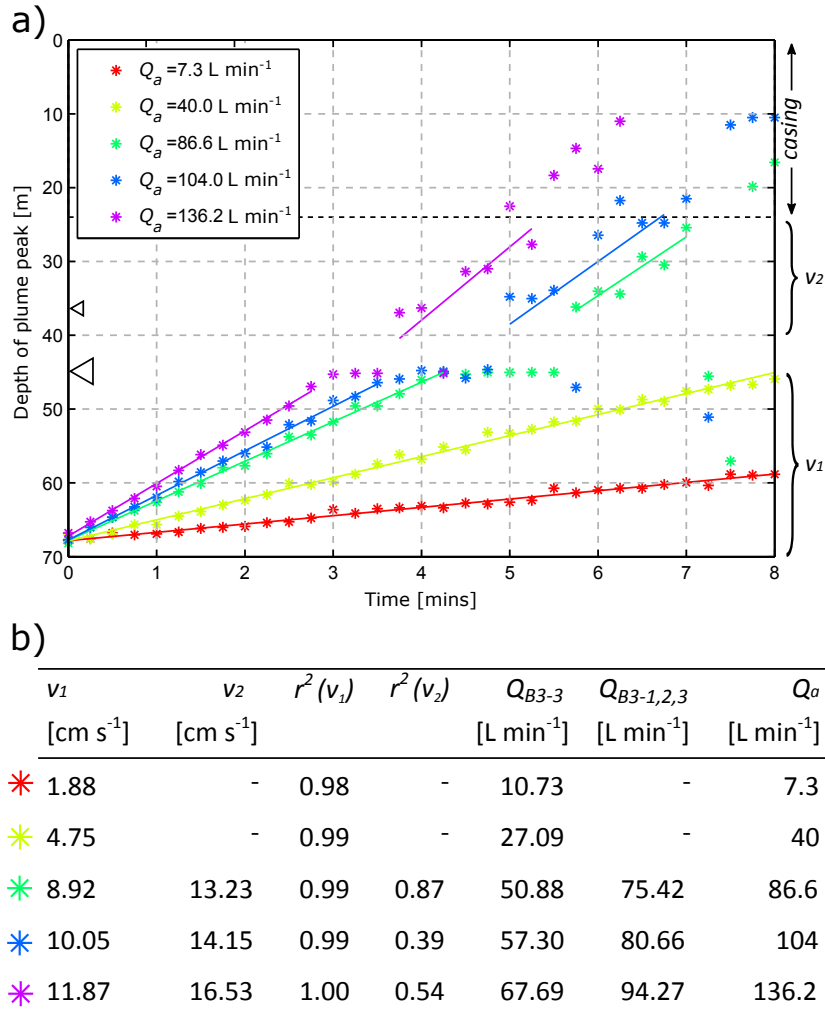 a)
Qₐ =7.3 L min⁻¹
Qₐ =40.0 L min⁻¹
Qₐ =86.6 L min⁻¹
Qₐ =104.0 L min⁻¹
Qₐ =136.2 L min⁻¹
0
10
20
30
40
50
60
70
Depth of plume peak [m]
0 1 2 3 4 5 6 7 8
Time [mins]
casing
v₂
v₁
b)
v₁ v₂ r² (v₁) r² (v₂) Q_B3-3 Q_B3-1,2,3 Qₐ
[cm s⁻¹] [cm s⁻¹] [L min⁻¹] [L min⁻¹] [L min⁻¹]
1.88 - 0.98 - 10.73 - 7.3
4.75 - 0.99 - 27.09 - 40
8.92 13.23 0.99 0.87 50.88 75.42 86.6
10.05 14.15 0.99 0.39 57.30 80.66 104
11.87 16.53 1.00 0.54 67.69 94.27 136.2